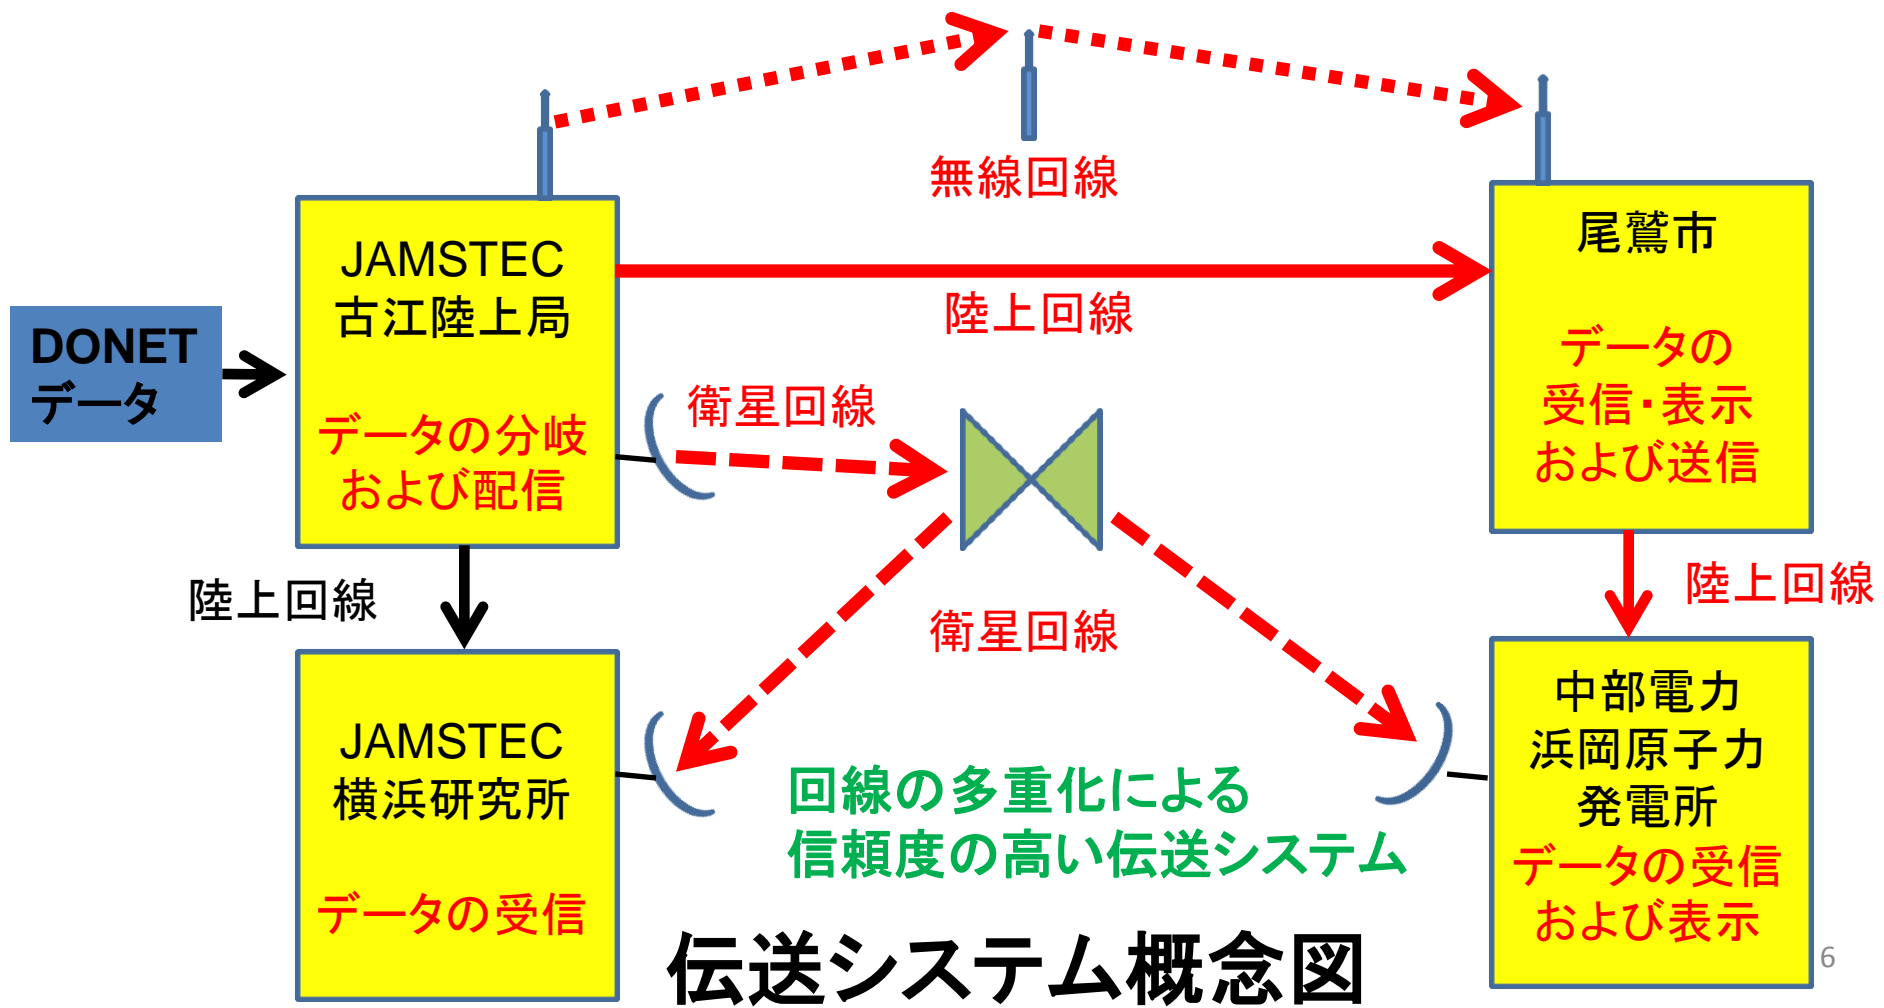 無線回線
JAMSTEC
古江陸上局
データの分岐
および配信
尾鷲市
データの
受信・表示
および送信
陸上回線
DONET
データ
衛星回線
陸上回線
衛星回線
陸上回線
JAMSTEC
横浜研究所
データの受信
中部電力
浜岡原子力
発電所
データの受信
および表示
回線の多重化による
信頼度の高い伝送システム
伝送システム概念図
6